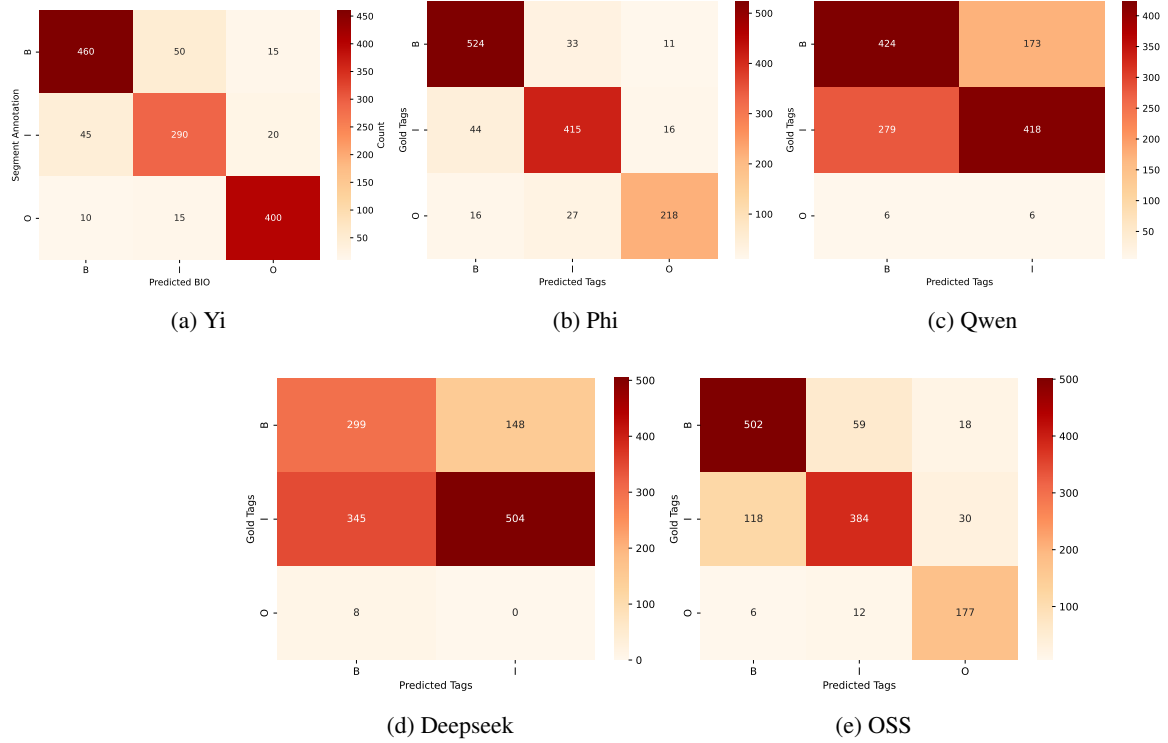 Segment Annotation
B
I
O
460 50 15
45 290 20
10 15 400
B I O
Predicted BIO
450
400
350
300
250
200
150
100
50
Count
(a) Yi
Gold Tags
B
I
O
524 33 11
44 415 16
16 27 218
B I O
Predicted Tags
500
400
300
200
100
(b) Phi
Gold Tags
B
I
O
424 173
279 418
6 6
B I
Predicted Tags
400
350
300
250
200
150
100
50
(c) Qwen
Gold Tags
B
I
O
299 148
345 504
8 0
B I
Predicted Tags
500
400
300
200
100
0
(d) Deepseek
Gold Tags
B
I
O
502 59 18
118 384 30
6 12 177
B I O
Predicted Tags
500
400
300
200
100
(e) OSS